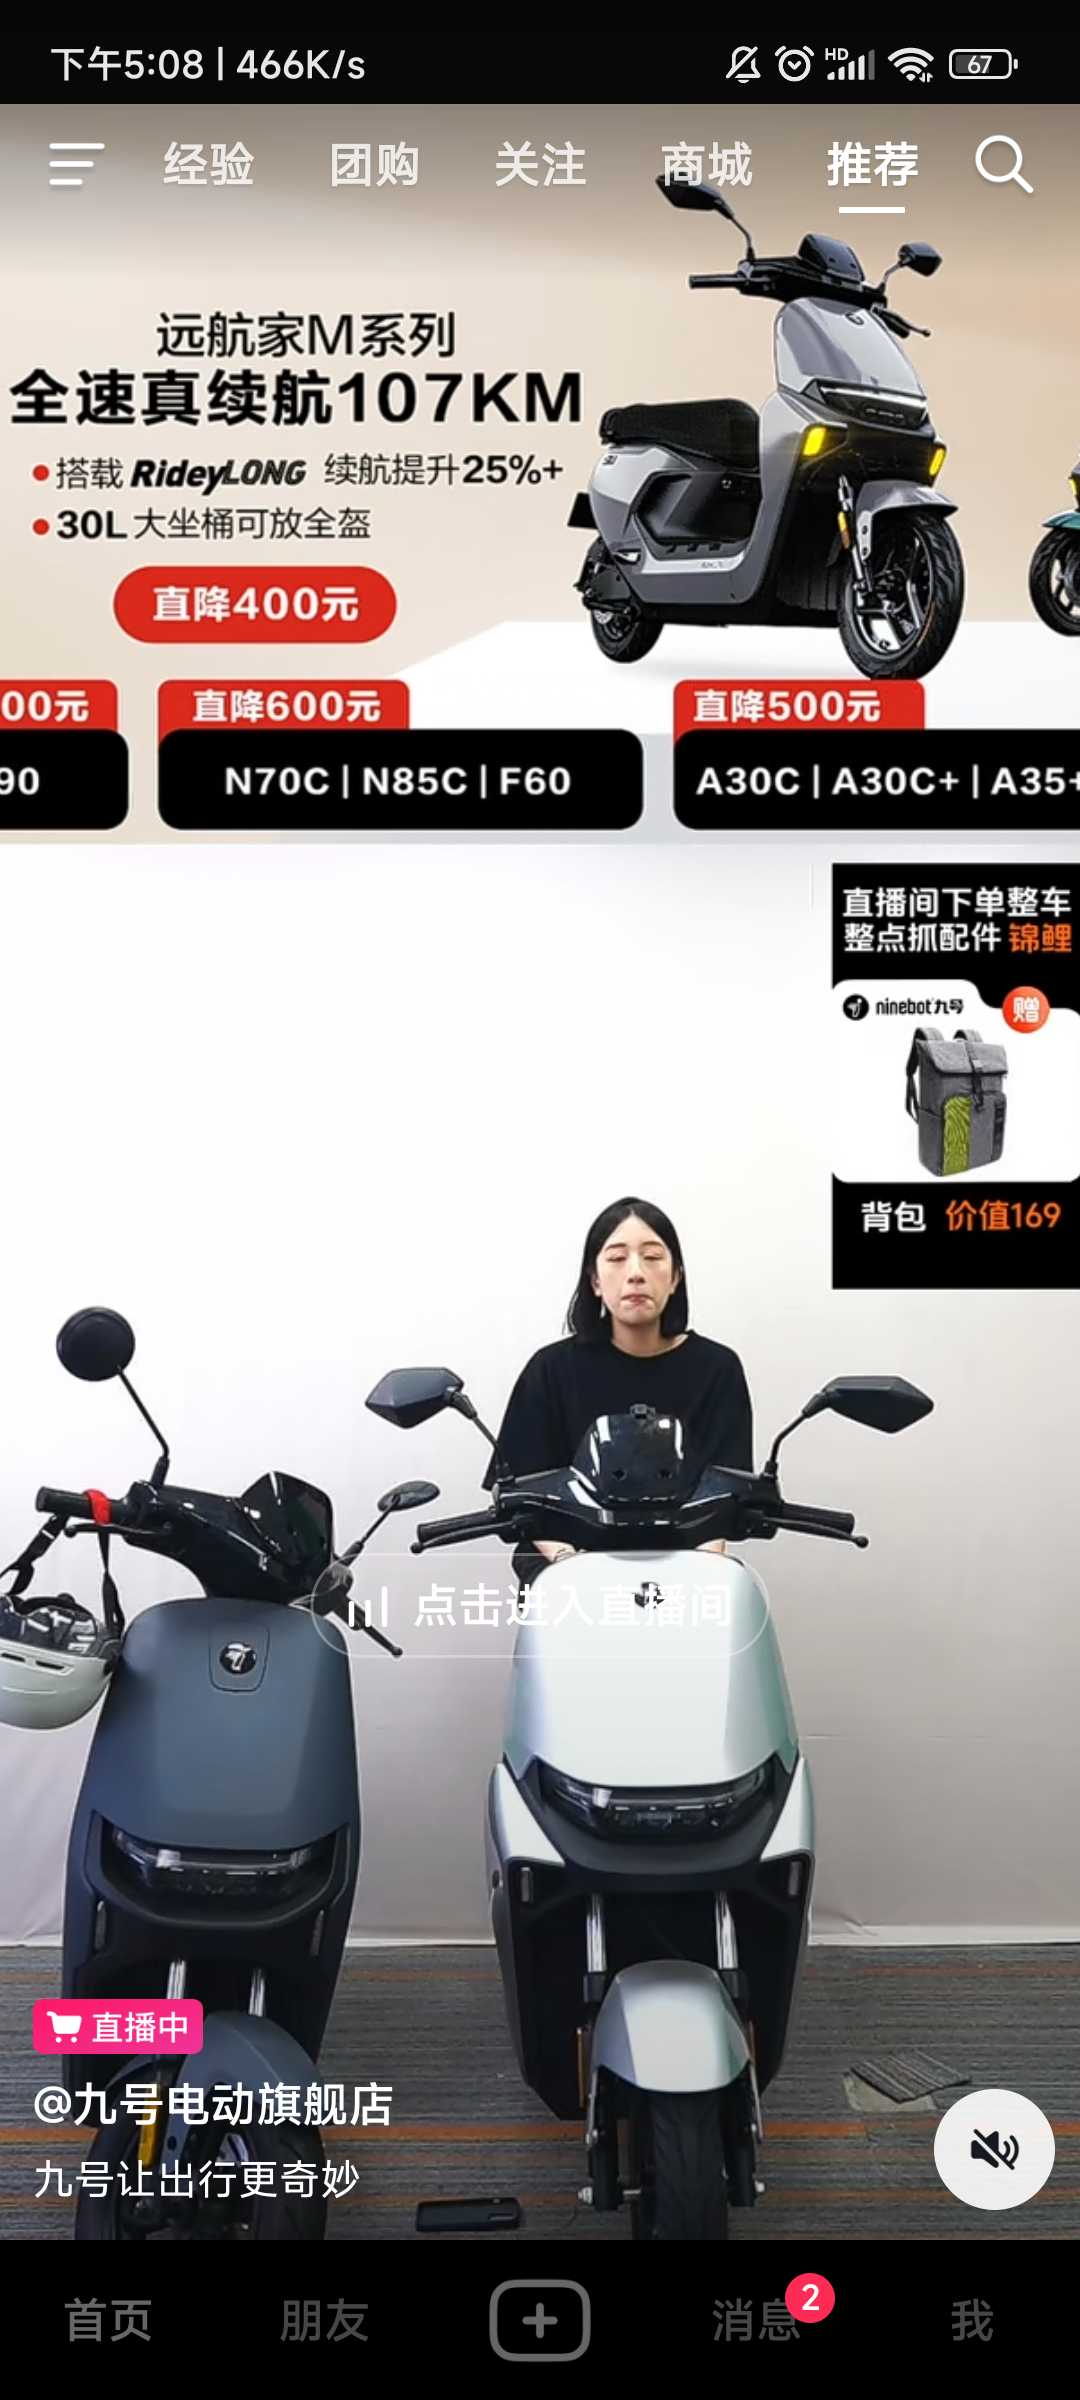 下午5:08 | 466K/s
HD
67
经验 团购 关注 商城 推荐
远航家M系列
全速真续航107KM
搭载 RideyLONG 续航提升25%+
30L大坐桶可放全盔
直降400元
00元 直降600元 直降500元
90 N70C | N85C | F60 A30C | A30C+ | A35+
直播间下单整车
整点抓配件 锦鲤
ninebot九号 赠
背包 价值169
点击进入直播间
直播中
@九号电动旗舰店
九号让出行更奇妙
首页 朋友 消息 2 我